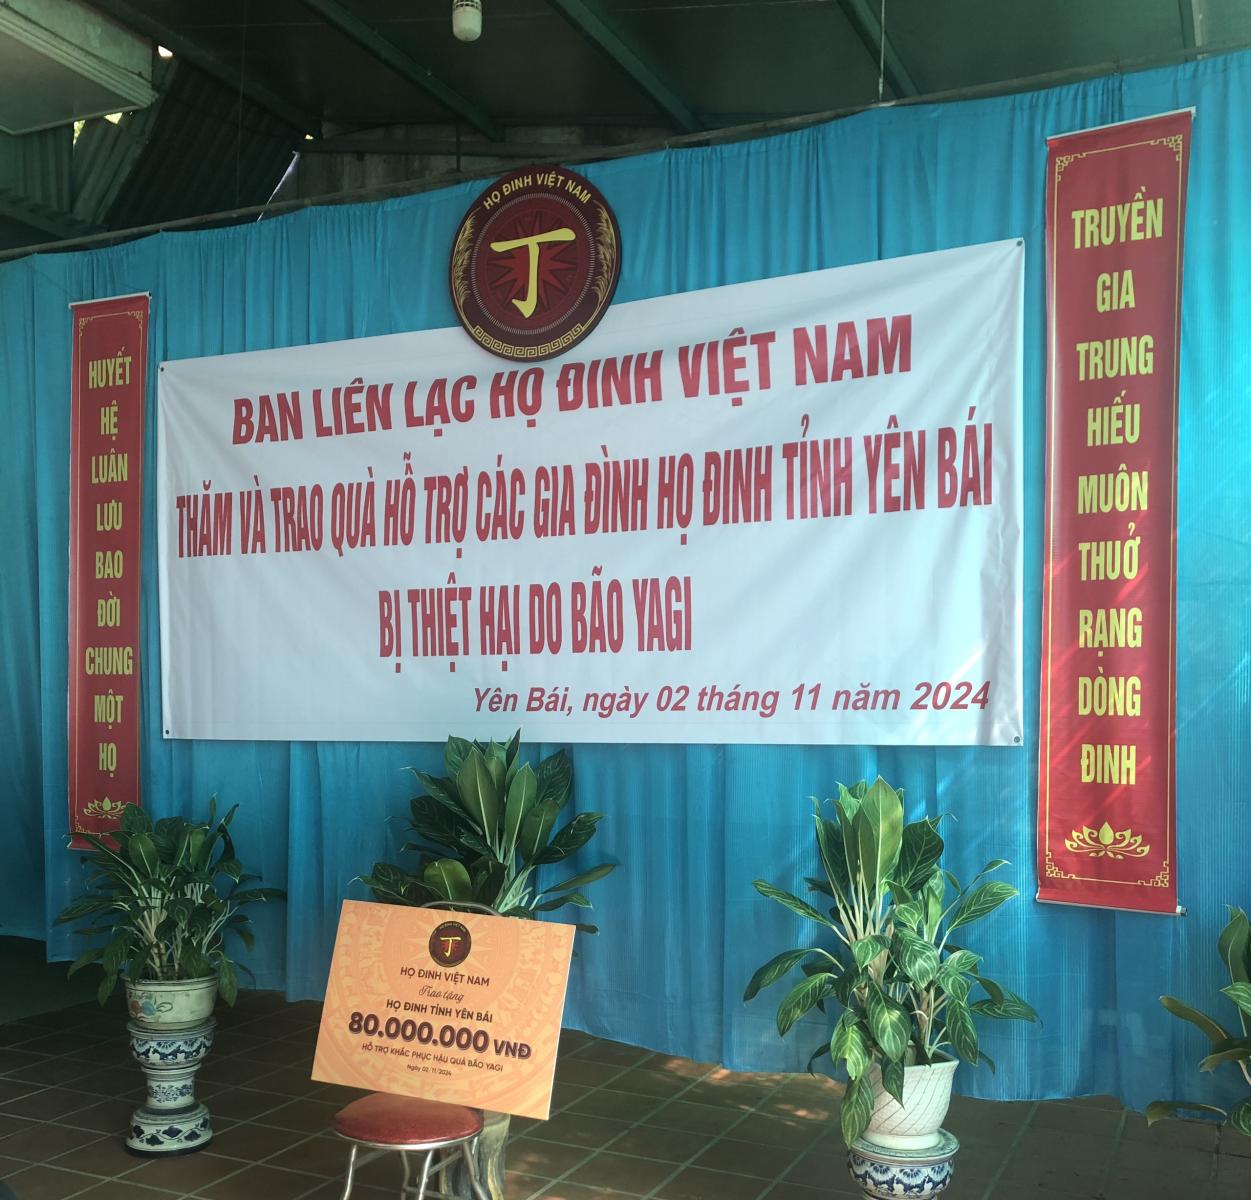 HỌ ĐINH VIỆT NAM
BAN LIÊN LẠC HỌ ĐINH VIỆT NAM
THĂM VÀ TRAO QUÀ HỖ TRỢ CÁC GIA ĐÌNH HỌ ĐINH TỈNH YÊN BÁI
BỊ THIỆT HẠI DO BÃO YAGI
Yên Bái, ngày 02 tháng 11 năm 2024
HUYẾT
HỆ
LUÂN
LƯU
BAO
ĐỜI
CHUNG
MỘT
HỌ
TRUYỀN
GIA
TRUNG
HIẾU
MUÔN
THUỞ
RẠNG
DÒNG
ĐINH
HỌ ĐINH VIỆT NAM
Trao tặng
HỌ ĐINH TỈNH YÊN BÁI
80.000.000 VNĐ
HỖ TRỢ KHẮC PHỤC HẬU QUẢ BÃO YAGI
Ngày 02/11/2024